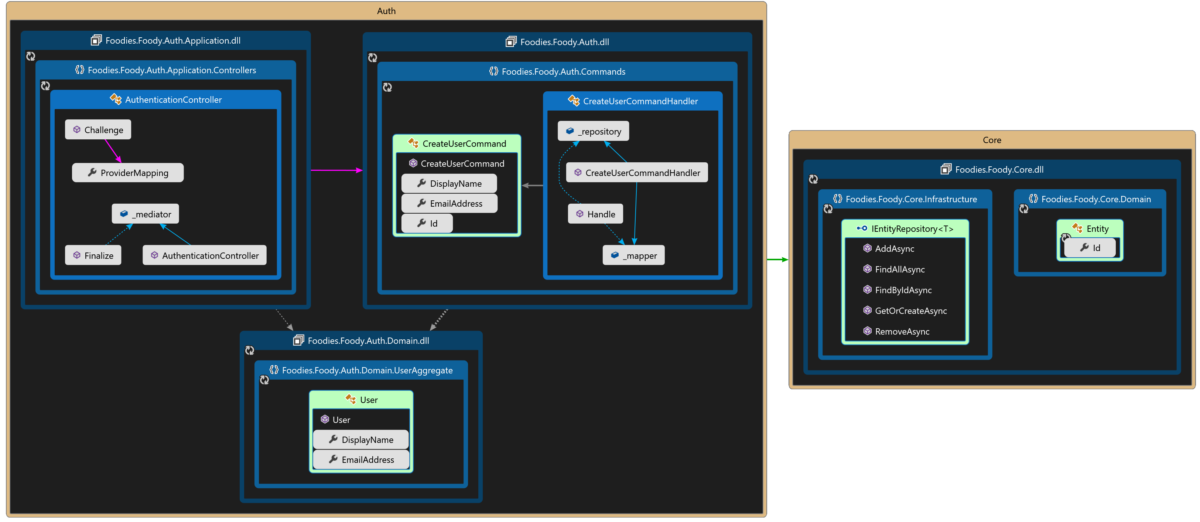 Auth
Foodies.Foody.Auth.Application.dll
Foodies.Foody.Auth.Application.Controllers
AuthenticationController
Challenge
ProviderMapping
_mediator
Finalize
AuthenticationController
Foodies.Foody.Auth.dll
Foodies.Foody.Auth.Commands
CreateUserCommand
CreateUserCommand
DisplayName
EmailAddress
Id
CreateUserCommandHandler
_repository
CreateUserCommandHandler
Handle
_mapper
Foodies.Foody.Auth.Domain.dll
Foodies.Foody.Auth.Domain.UserAggregate
User
User
DisplayName
EmailAddress
Core
Foodies.Foody.Core.dll
Foodies.Foody.Core.Infrastructure
IEntityRepository<T>
AddAsync
FindAllAsync
FindByIdAsync
GetOrCreateAsync
RemoveAsync
Foodies.Foody.Core.Domain
Entity
Id